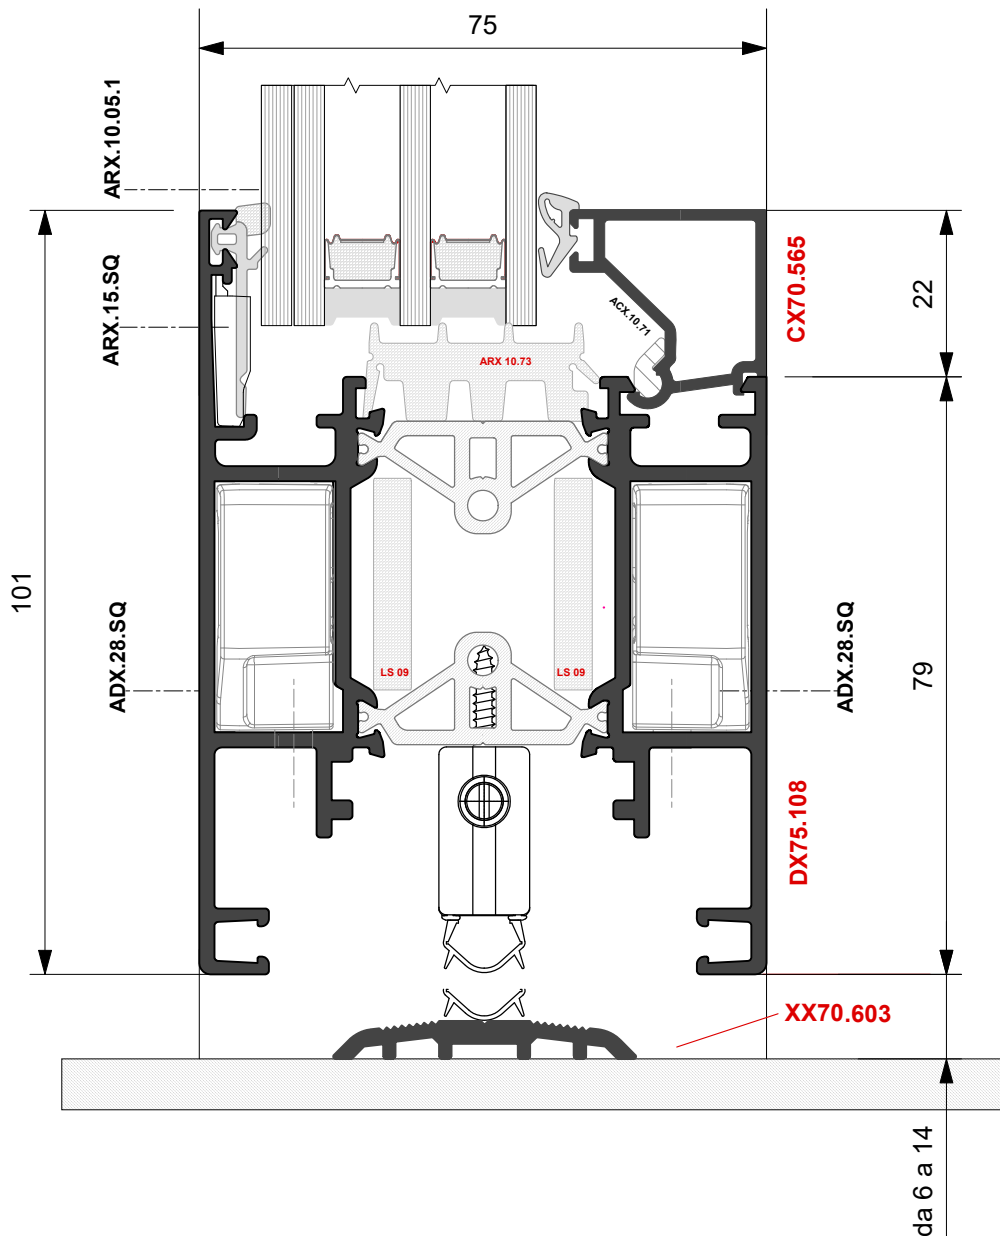 75
ARX.10.05.1
ARX.15.SQ
CX70.565
22
ACX.10.71
ARX 10.73
101
ADX.28.SQ
LS 09
LS 09
ADX.28.SQ
79
DX75.108
XX70.603
da 6 a 14